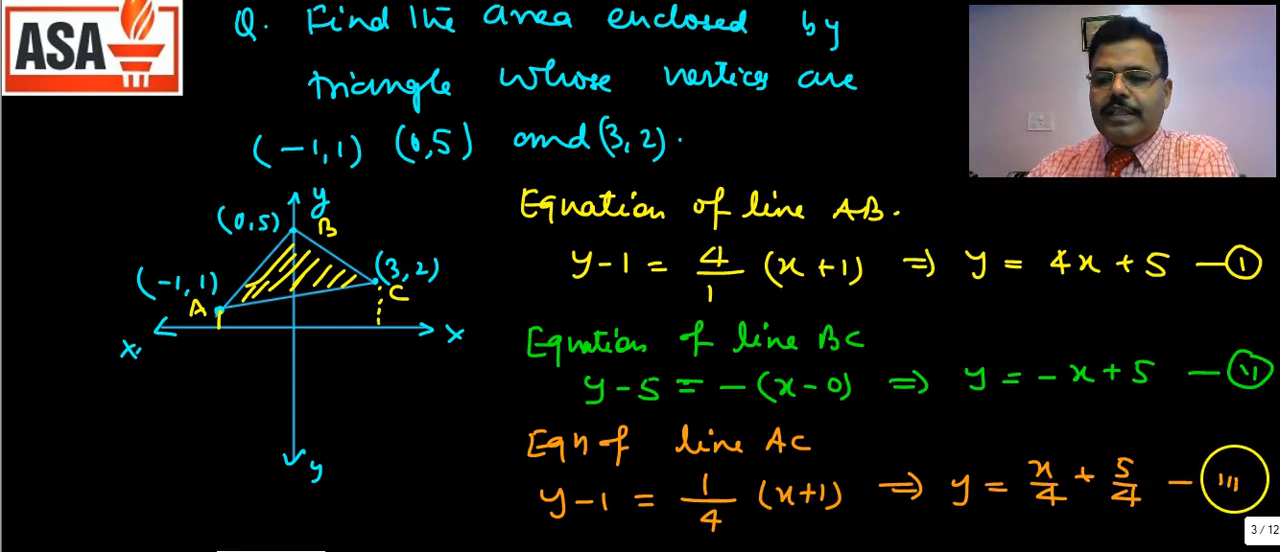 ASA
Q. Find the area enclosed by
triangle whose vertices are
(-1,1) (0,5) and (3,2).
y
(0,5) B
(3,2)
(-1,1)
C
A
x
x
y
Equation of line AB.
y-1 = 4/1 (x+1) ⇒ y = 4x+5 — ①
Equation of line BC
y-5 = -(x-0) ⇒ y = -x+5 — ⓘⓘ
Eqn of line AC
y-1 = 1/4 (x+1) ⇒ y = x/4 + 5/4 — (III)
3 / 12